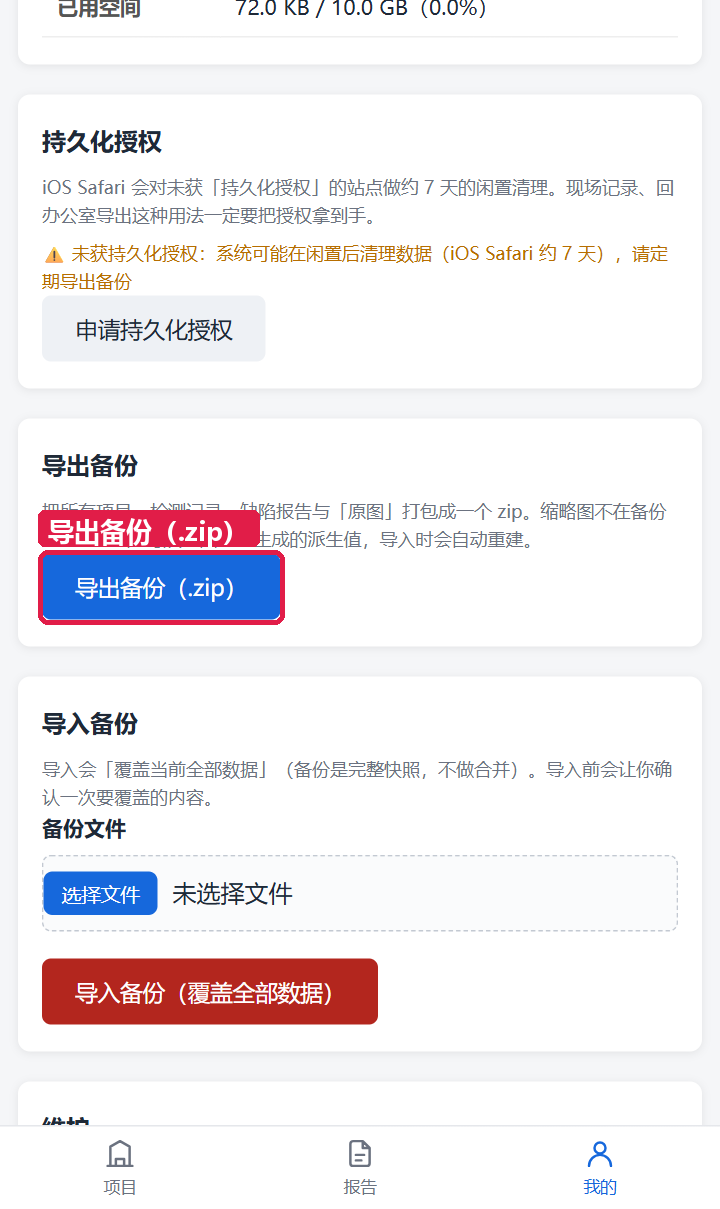 已用空间 72.0 KB / 10.0 GB（0.0%）
持久化授权
iOS Safari 会对未获「持久化授权」的站点做约 7 天的闲置清理。现场记录、回
办公室导出这种用法一定要把授权拿到手。
⚠️ 未获持久化授权：系统可能在闲置后清理数据（iOS Safari 约 7 天），请定
期导出备份
申请持久化授权
导出备份
把所有项目、检测记录、缺陷报告与「原图」打包成一个 zip。缩略图不在备份
生成的派生值，导入时会自动重建。
导出备份（.zip）
导出备份（.zip）
导入备份
导入会「覆盖当前全部数据」（备份是完整快照，不做合并）。导入前会让你确
认一次要覆盖的内容。
备份文件
选择文件 未选择文件
导入备份（覆盖全部数据）
维护
项目 报告 我的